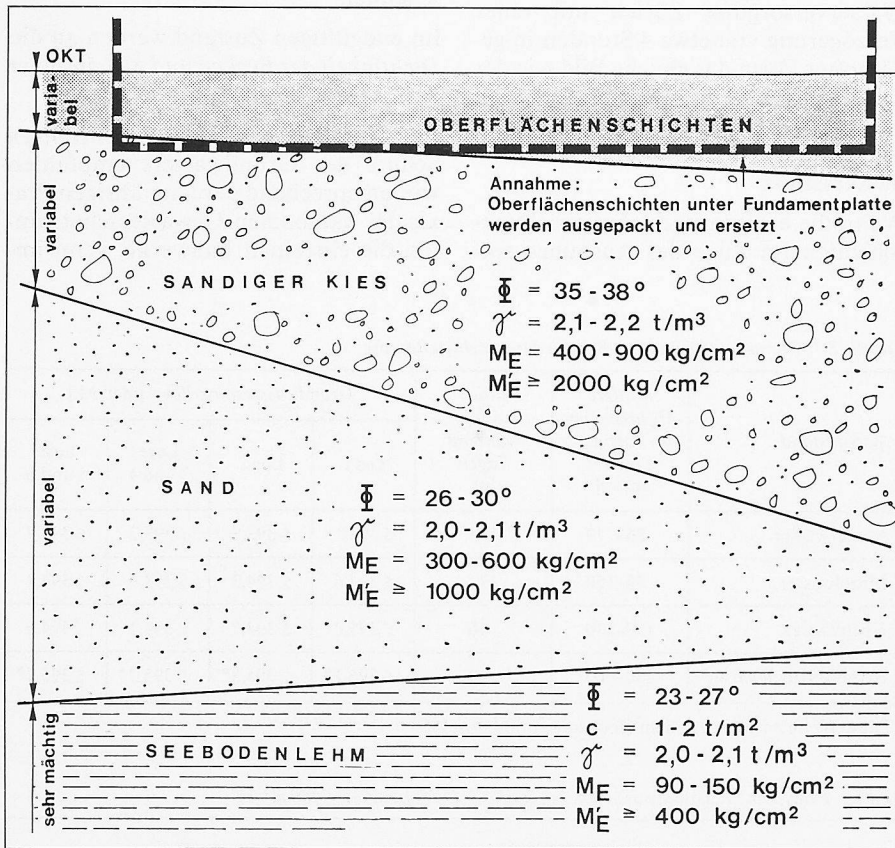 OKT
varia-
bel
OBERFLÄCHENSCHICHTEN
variabel
Annahme:
Oberflächenschichten unter Fundamentplatte
werden ausgepackt und ersetzt
SANDIGER KIES
Φ = 35-38°
γ = 2,1-2,2 t/m³
ME = 400-900 kg/cm²
M'E ≥ 2000 kg/cm²
variabel
SAND
Φ = 26-30°
γ = 2,0-2,1 t/m³
ME = 300-600 kg/cm²
M'E ≥ 1000 kg/cm²
sehr mächtig
SEEBODENLEHM
Φ = 23-27°
c = 1-2 t/m²
γ = 2,0-2,1 t/m³
ME = 90-150 kg/cm²
M'E ≥ 400 kg/cm²